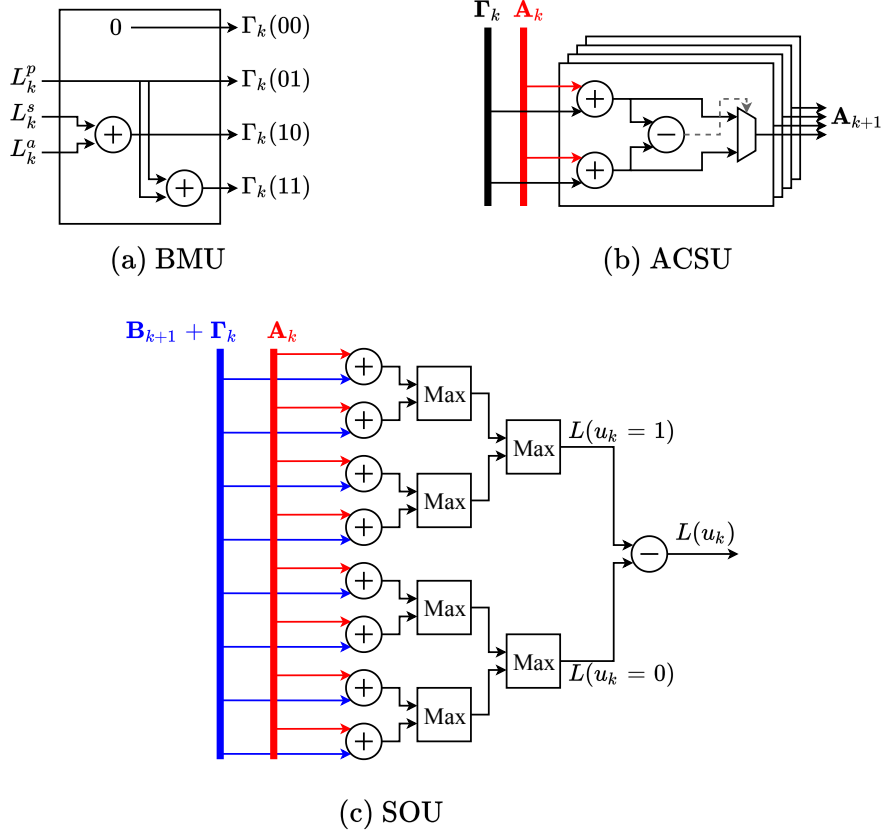 0
Γ_k(00)
L_k^p
Γ_k(01)
L_k^s
+
Γ_k(10)
L_k^a
+
Γ_k(11)
(a) BMU
Γ_k A_k
+
−
+
A_{k+1}
(b) ACSU
B_{k+1} + Γ_k A_k
+
Max
+
Max
L(u_k = 1)
+
Max
+
−
L(u_k)
+
Max
+
Max
L(u_k = 0)
+
Max
+
(c) SOU